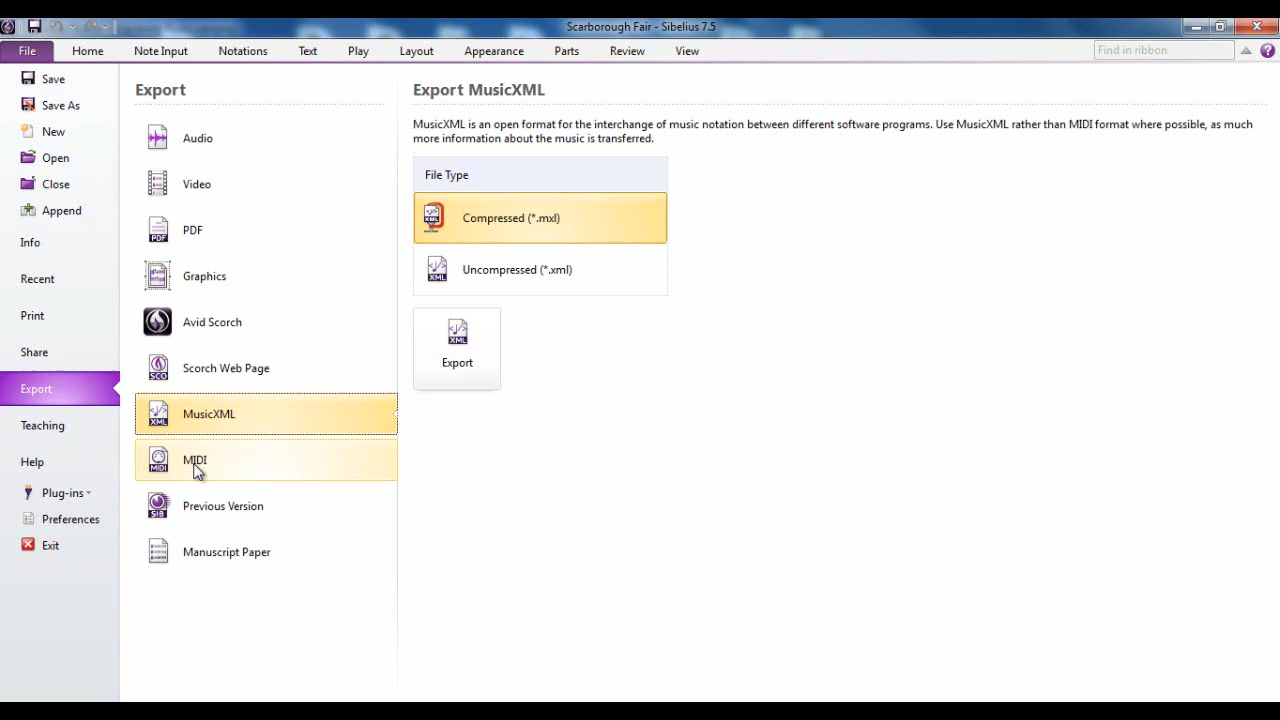 Scarborough Fair - Sibelius 7.5
File Home Note Input Notations Text Play Layout Appearance Parts Review View Find in ribbon
Save
Save As
New
Open
Close
Append
Info
Recent
Print
Share
Export
Teaching
Help
Plug-ins
Preferences
Exit
Export
Audio
Video
PDF
Graphics
Avid Scorch
Scorch Web Page
MusicXML
MIDI
Previous Version
Manuscript Paper
Export MusicXML
MusicXML is an open format for the interchange of music notation between different software programs. Use MusicXML rather than MIDI format where possible, as much
more information about the music is transferred.
File Type
Compressed (*.mxl)
Uncompressed (*.xml)
Export